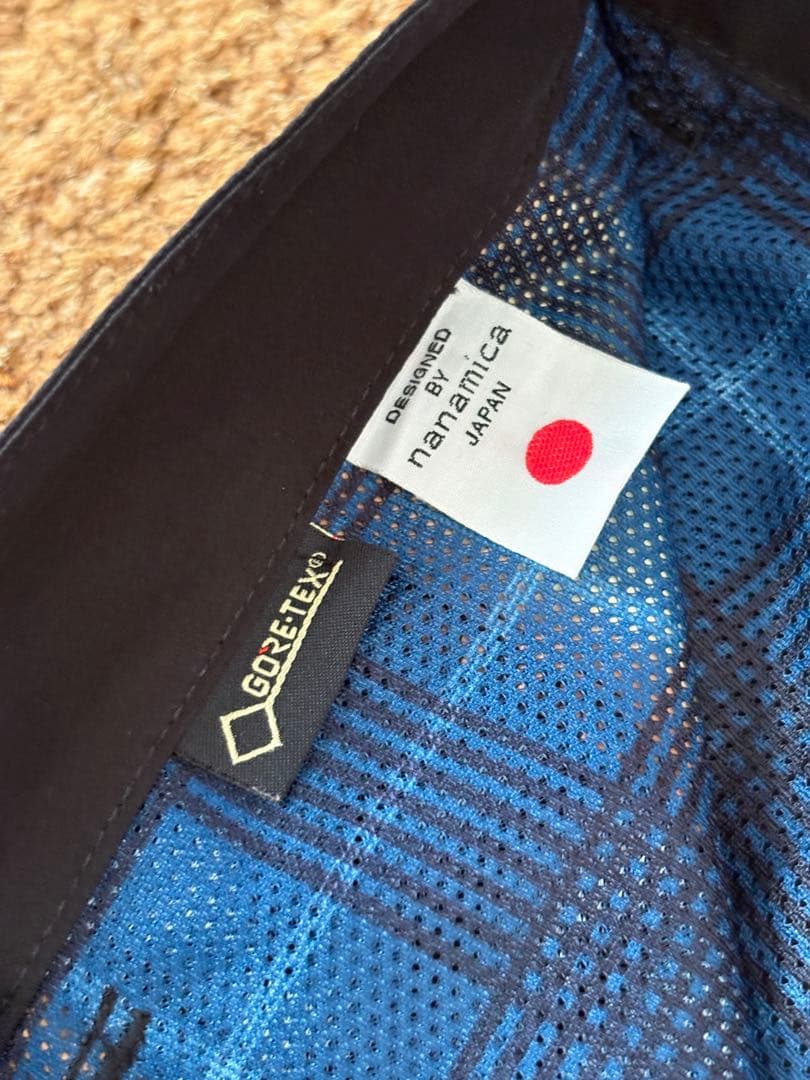 DESIGNED
BY
nanamica
JAPAN
GORE-TEX®